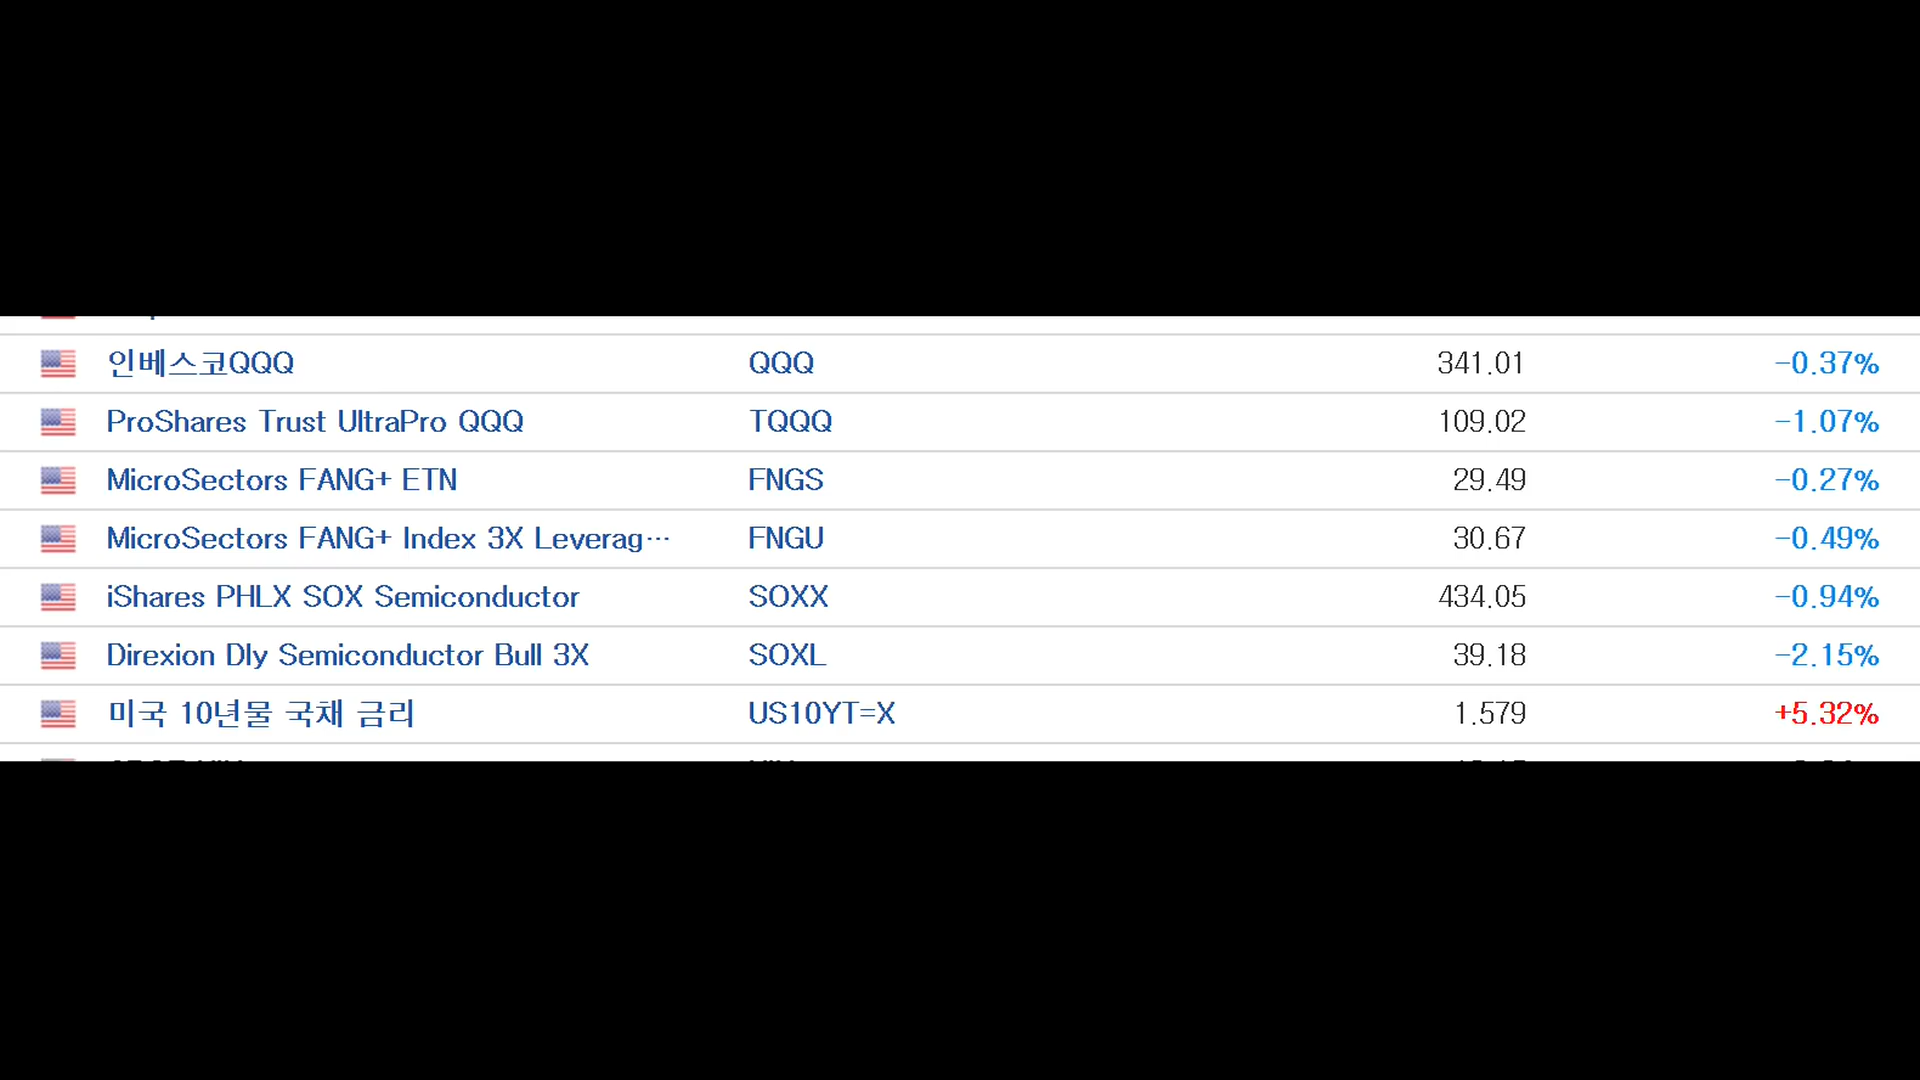 인베스코QQQ QQQ 341.01 -0.37%
ProShares Trust UltraPro QQQ TQQQ 109.02 -1.07%
MicroSectors FANG+ ETN FNGS 29.49 -0.27%
MicroSectors FANG+ Index 3X Leverag… FNGU 30.67 -0.49%
iShares PHLX SOX Semiconductor SOXX 434.05 -0.94%
Direxion Dly Semiconductor Bull 3X SOXL 39.18 -2.15%
미국 10년물 국채 금리 US10YT=X 1.579 +5.32%